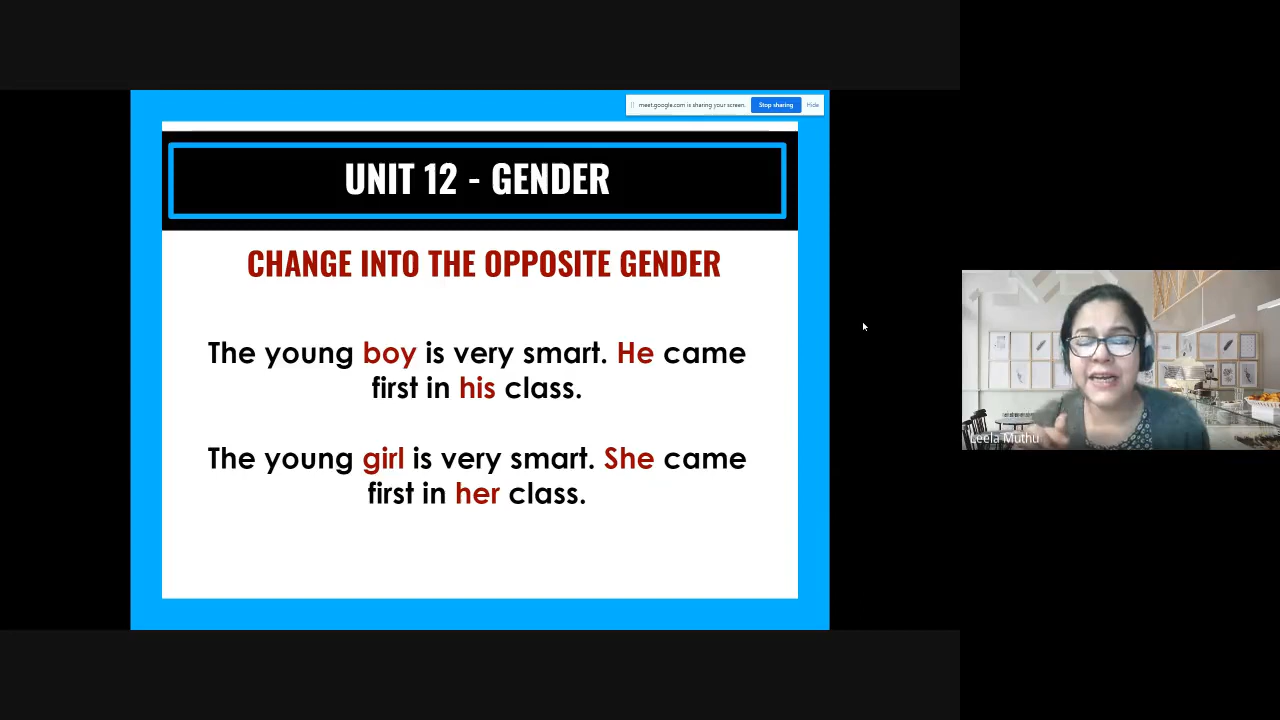 meet.google.com is sharing your screen.
Stop sharing
Hide
UNIT 12 - GENDER
CHANGE INTO THE OPPOSITE GENDER
The young boy is very smart. He came
first in his class.
The young girl is very smart. She came
first in her class.
Leela Muthu